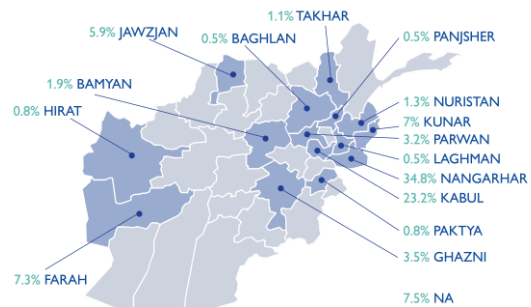 1.1% TAKHAR
5.9% JAWZJAN
0.5% BAGHLAN
0.5% PANJSHER
1.9% BAMYAN
0.8% HIRAT
1.3% NURISTAN
7% KUNAR
3.2% PARWAN
0.5% LAGHMAN
34.8% NANGARHAR
23.2% KABUL
0.8% PAKTYA
3.5% GHAZNI
7.3% FARAH
7.5% NA